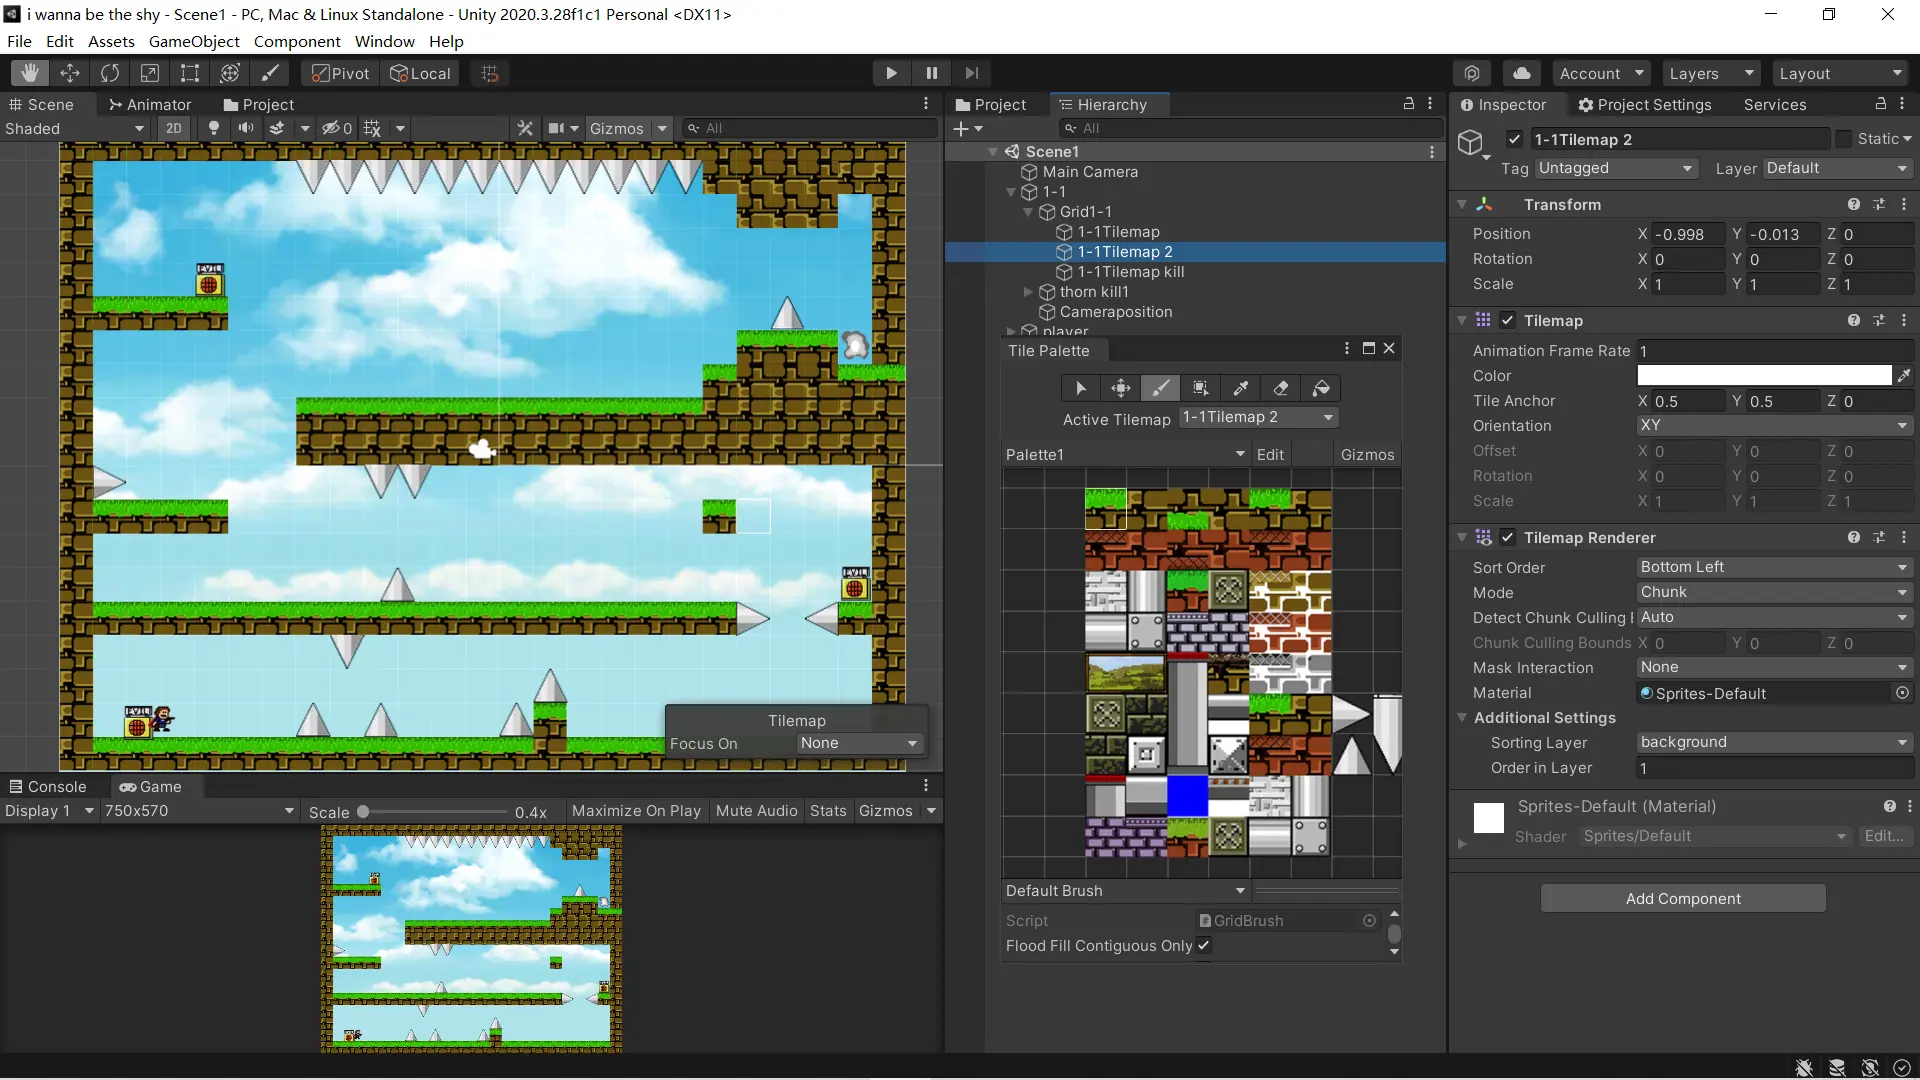 i wanna be the shy - Scene1 - PC, Mac & Linux Standalone - Unity 2020.3.28f1c1 Personal <DX11>
File Edit Assets GameObject Component Window Help
Pivot Local
Account Layers Layout
Scene Animator Project
Shaded 2D 0 Gizmos All
Project Hierarchy
All
Scene1
Main Camera
1-1
Grid1-1
1-1Tilemap
1-1Tilemap 2
1-1Tilemap kill
thorn kill1
Cameraposition
player
EVIL
EVIL
EVIL
Tilemap
Focus On None
Tile Palette
Active Tilemap 1-1Tilemap 2
Palette1 Edit Gizmos
Default Brush
Script GridBrush
Flood Fill Contiguous Only
Console Game
Display 1 750x570 Scale 0.4x Maximize On Play Mute Audio Stats Gizmos
Inspector Project Settings Services
1-1Tilemap 2 Static
Tag Untagged Layer Default
Transform
Position X -0.998 Y -0.013 Z 0
Rotation X 0 Y 0 Z 0
Scale X 1 Y 1 Z 1
Tilemap
Animation Frame Rate 1
Color
Tile Anchor X 0.5 Y 0.5 Z 0
Orientation XY
Offset X 0 Y 0 Z 0
Rotation X 0 Y 0 Z 0
Scale X 1 Y 1 Z 1
Tilemap Renderer
Sort Order Bottom Left
Mode Chunk
Detect Chunk Culling Auto
Chunk Culling Bounds X 0 Y 0 Z 0
Mask Interaction None
Material Sprites-Default
Additional Settings
Sorting Layer background
Order in Layer 1
Sprites-Default (Material)
Shader Sprites/Default Edit...
Add Component